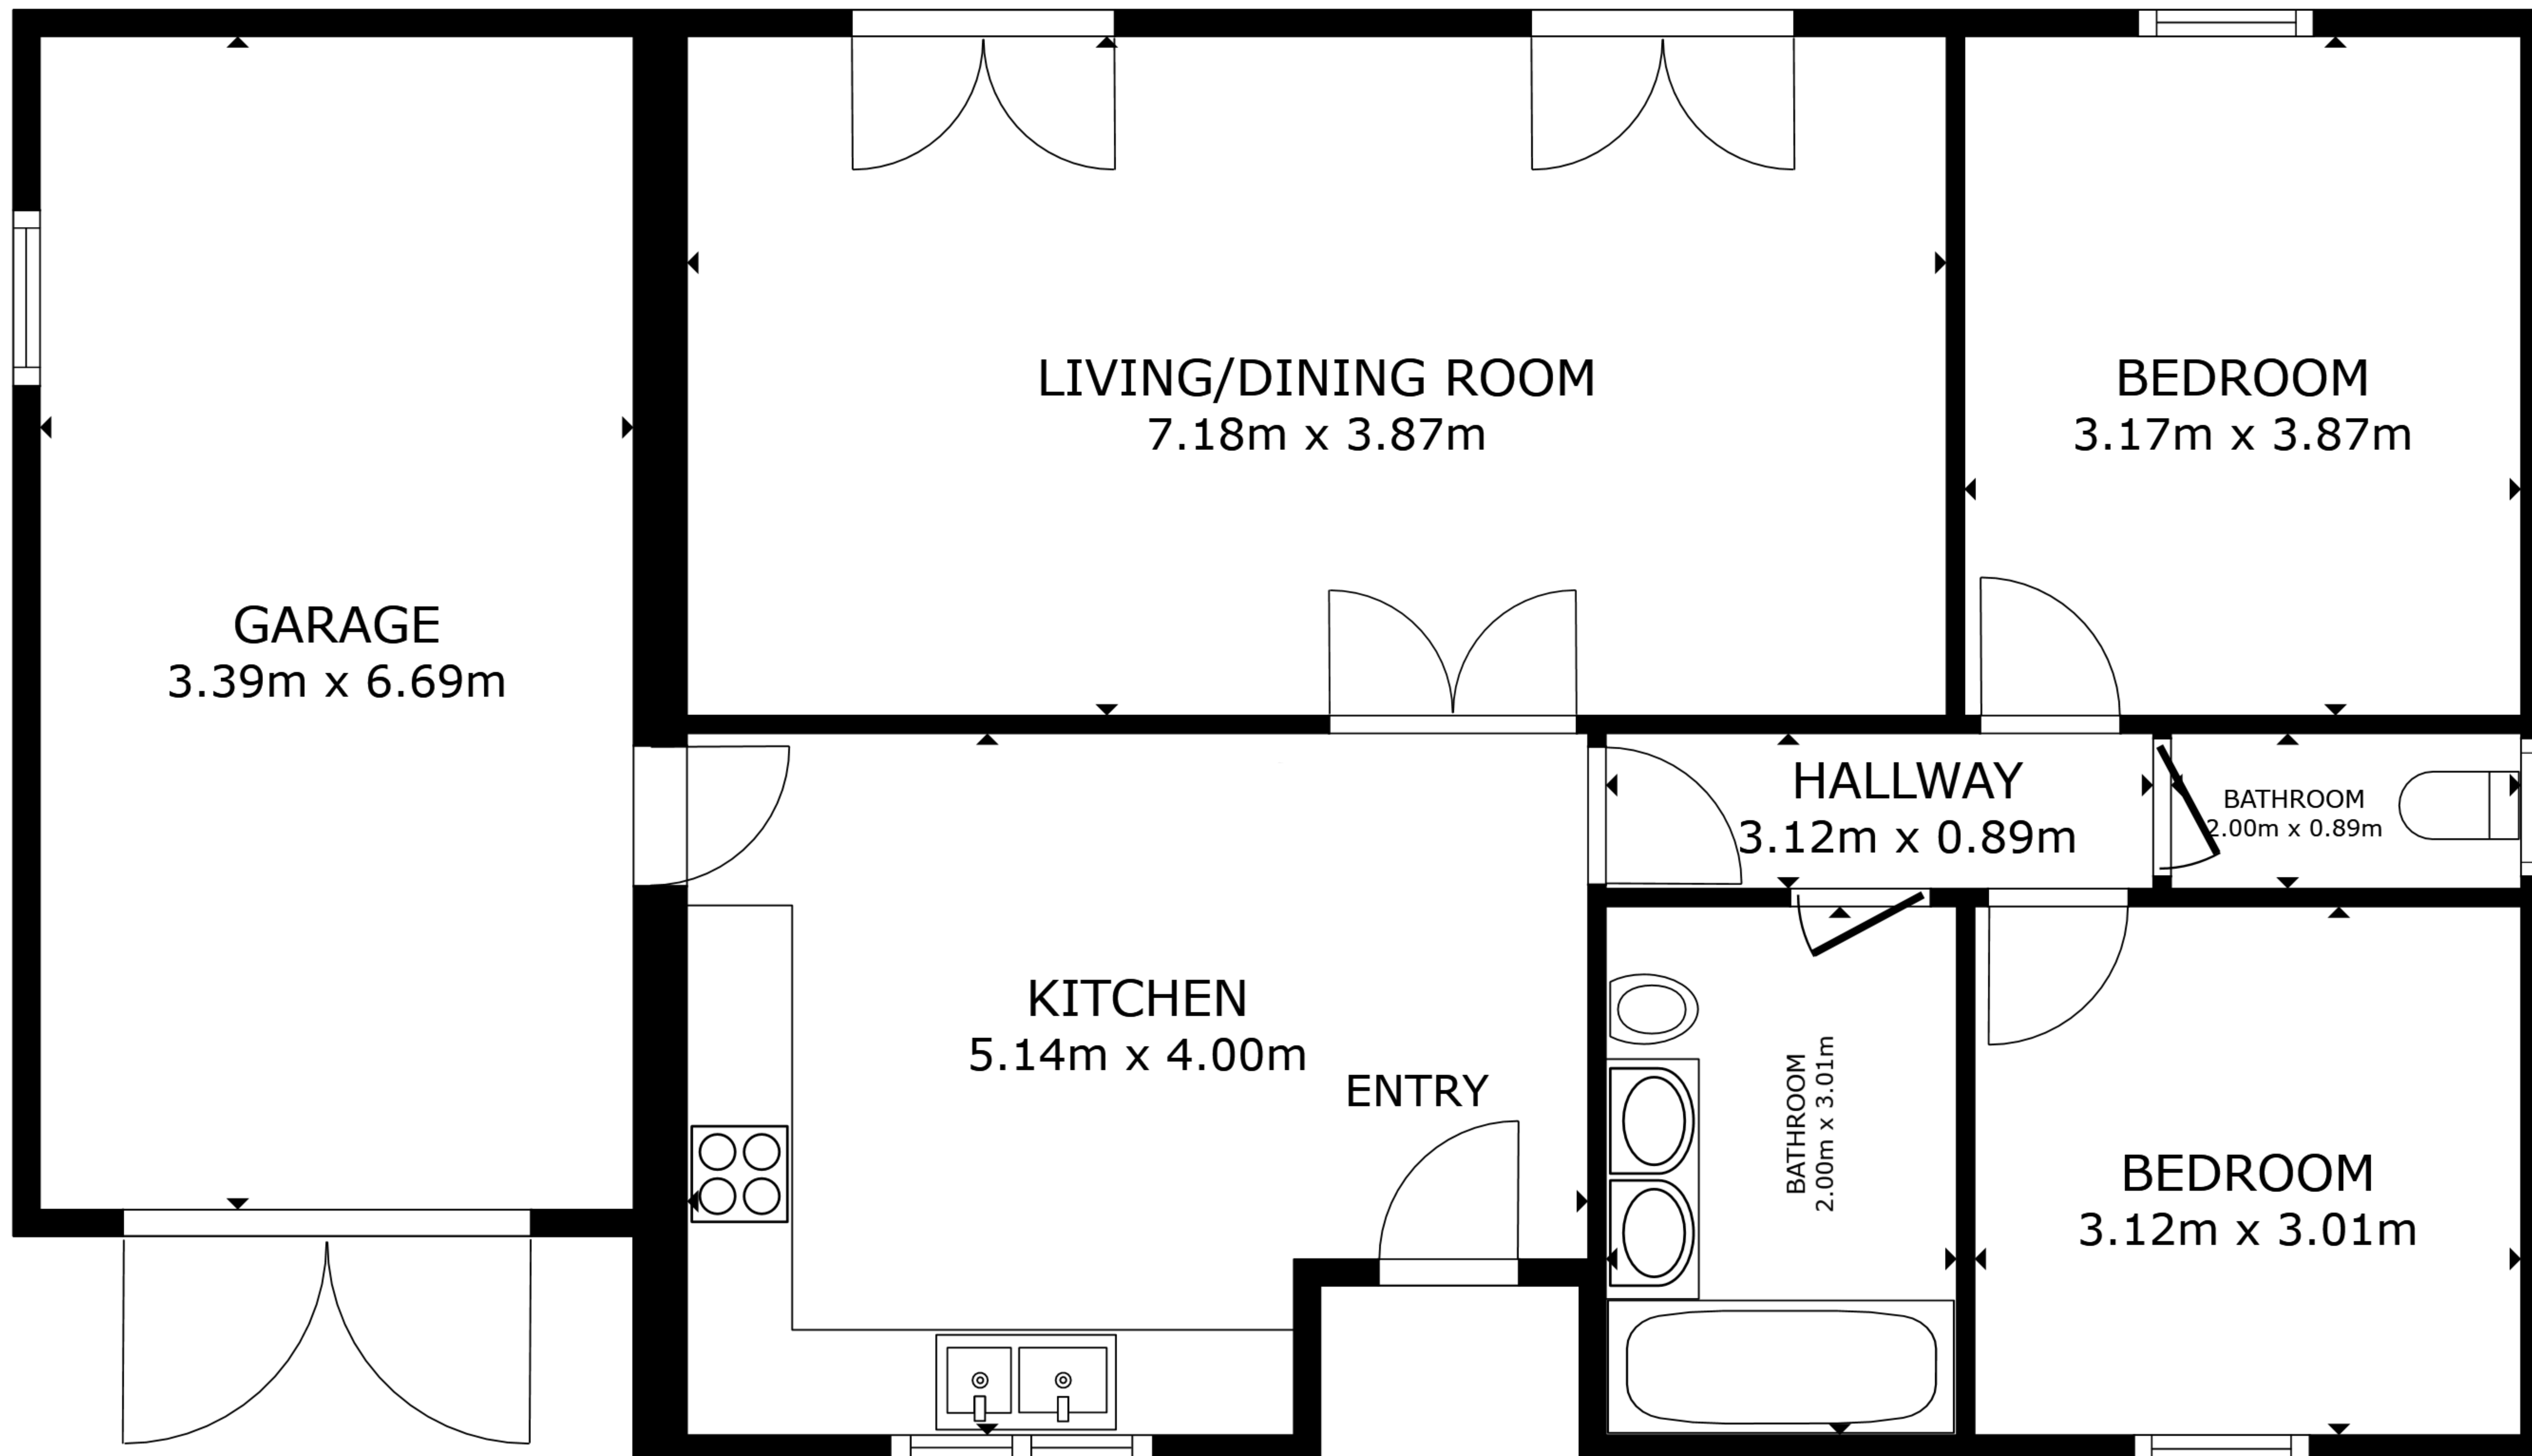 LIVING/DINING ROOM
7.18m x 3.87m
BEDROOM
3.17m x 3.87m
GARAGE
3.39m x 6.69m
HALLWAY
3.12m x 0.89m
BATHROOM
2.00m x 0.89m
KITCHEN
5.14m x 4.00m
ENTRY
BATHROOM
2.00m x 3.01m
BEDROOM
3.12m x 3.01m